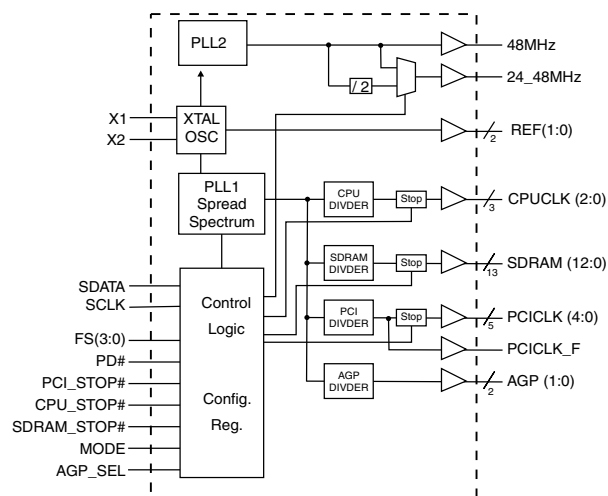 PLL2
48MHz
/ 2
24_48MHz
X1
X2
XTAL
OSC
2
REF(1:0)
PLL1
Spread
Spectrum
CPU
DIVDER
Stop
3
CPUCLK (2:0)
SDATA
SCLK
FS(3:0)
PD#
PCI_STOP#
CPU_STOP#
SDRAM_STOP#
MODE
AGP_SEL
Control
Logic
Config.
Reg.
SDRAM
DIVDER
Stop
13
SDRAM (12:0)
PCI
DIVDER
Stop
5
PCICLK (4:0)
PCICLK_F
AGP
DIVDER
2
AGP (1:0)